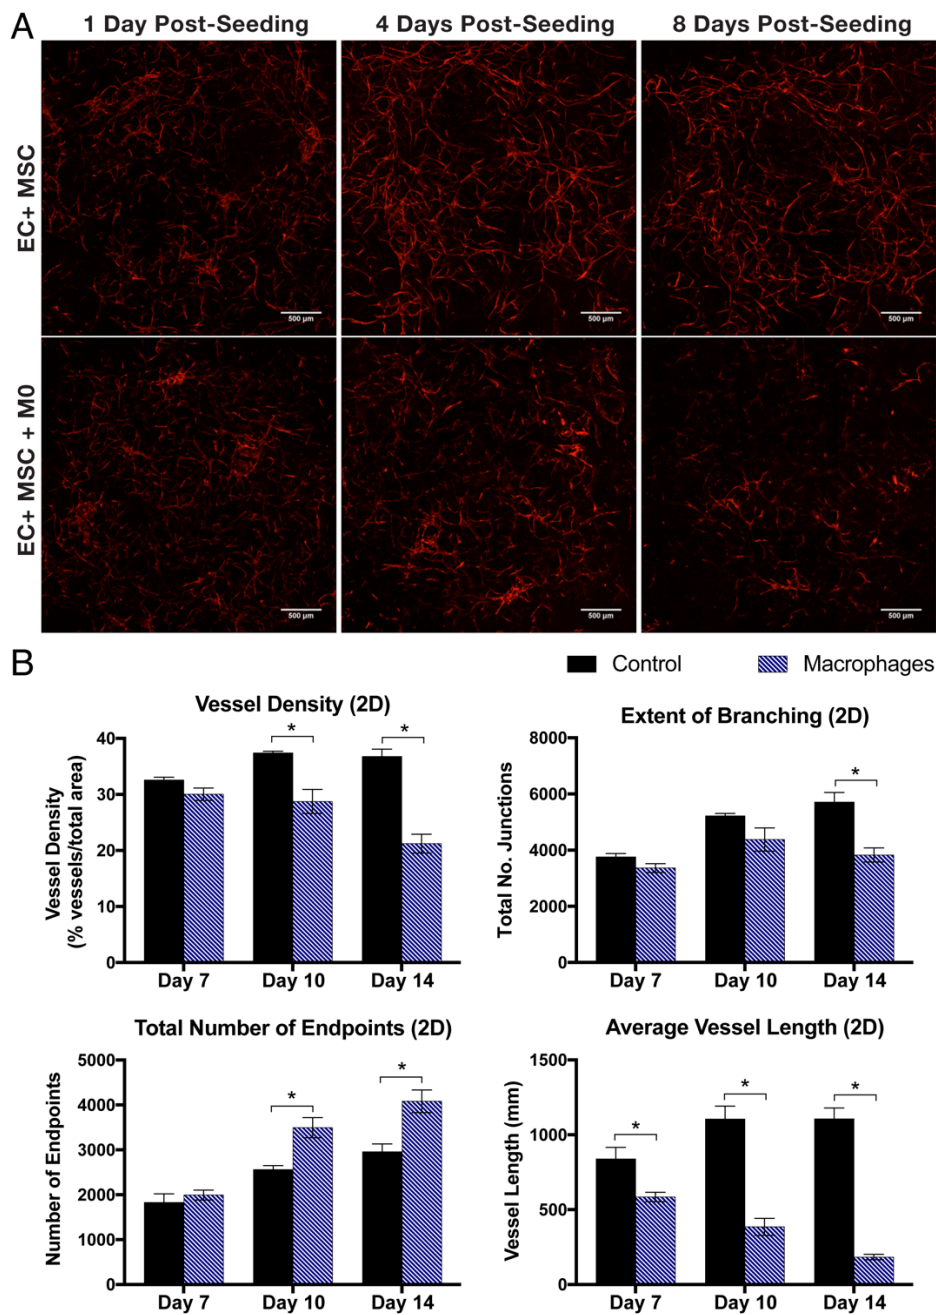 A
1 Day Post-Seeding
4 Days Post-Seeding
8 Days Post-Seeding
EC+ MSC
500 µm
500 µm
500 µm
EC+ MSC + M0
500 µm
500 µm
500 µm
B
Control
Macrophages
Vessel Density (2D)
Vessel Density
(% vessels/total area)
40
30
20
10
0
*
*
Day 7
Day 10
Day 14
Extent of Branching (2D)
Total No. Junctions
8000
6000
4000
2000
0
*
Day 7
Day 10
Day 14
Total Number of Endpoints (2D)
Number of Endpoints
5000
4000
3000
2000
1000
0
*
*
Day 7
Day 10
Day 14
Average Vessel Length (2D)
Vessel Length (mm)
1500
1000
500
0
*
*
*
Day 7
Day 10
Day 14